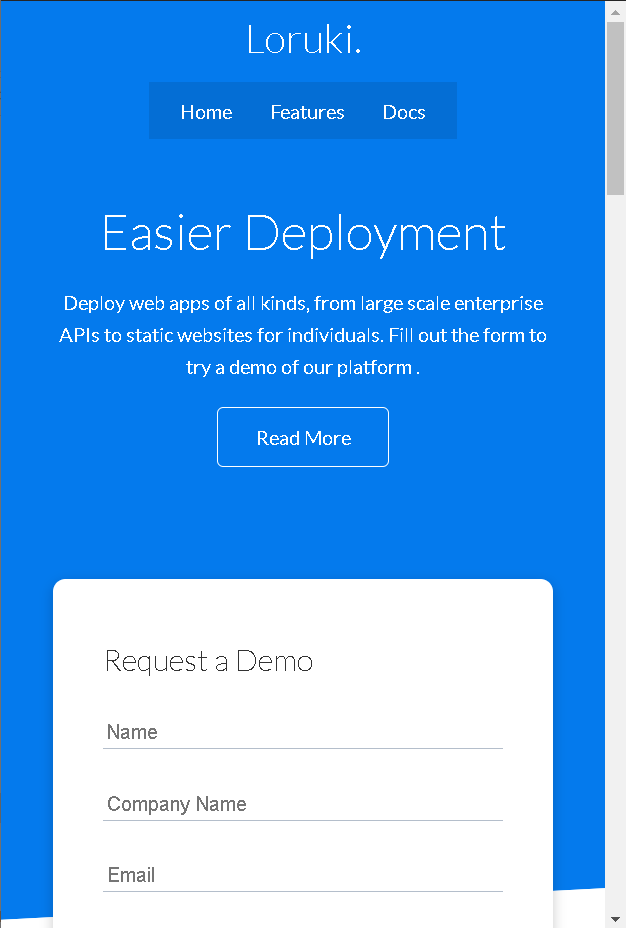 Loruki.
Home Features Docs
Easier Deployment
Deploy web apps of all kinds, from large scale enterprise
APIs to static websites for individuals. Fill out the form to
try a demo of our platform .
Read More
Request a Demo
Name
Company Name
Email